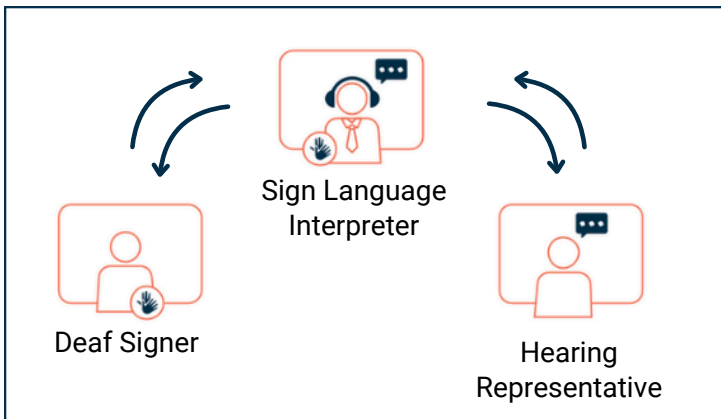 Sign Language
Interpreter
Deaf Signer
Hearing
Representative